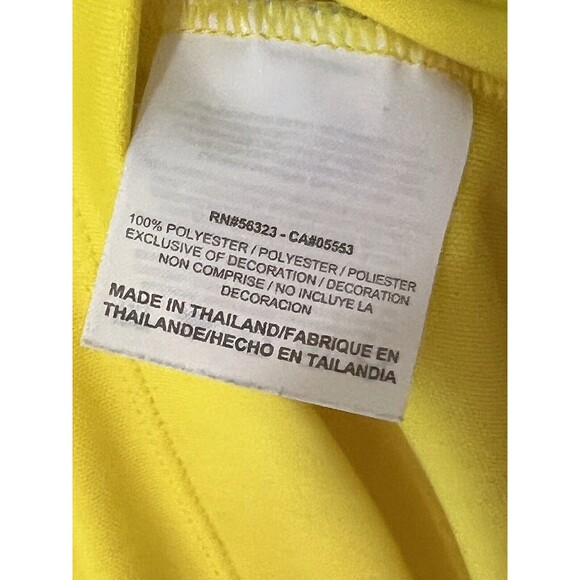 RN#56323 - CA#05553
100% POLYESTER / POLYESTER / POLIESTER
EXCLUSIVE OF DECORATION / DECORATION
NON COMPRISE / NO INCLUYE LA
DECORACION
MADE IN THAILAND/FABRIQUE EN
THAILANDE/HECHO EN TAILANDIA